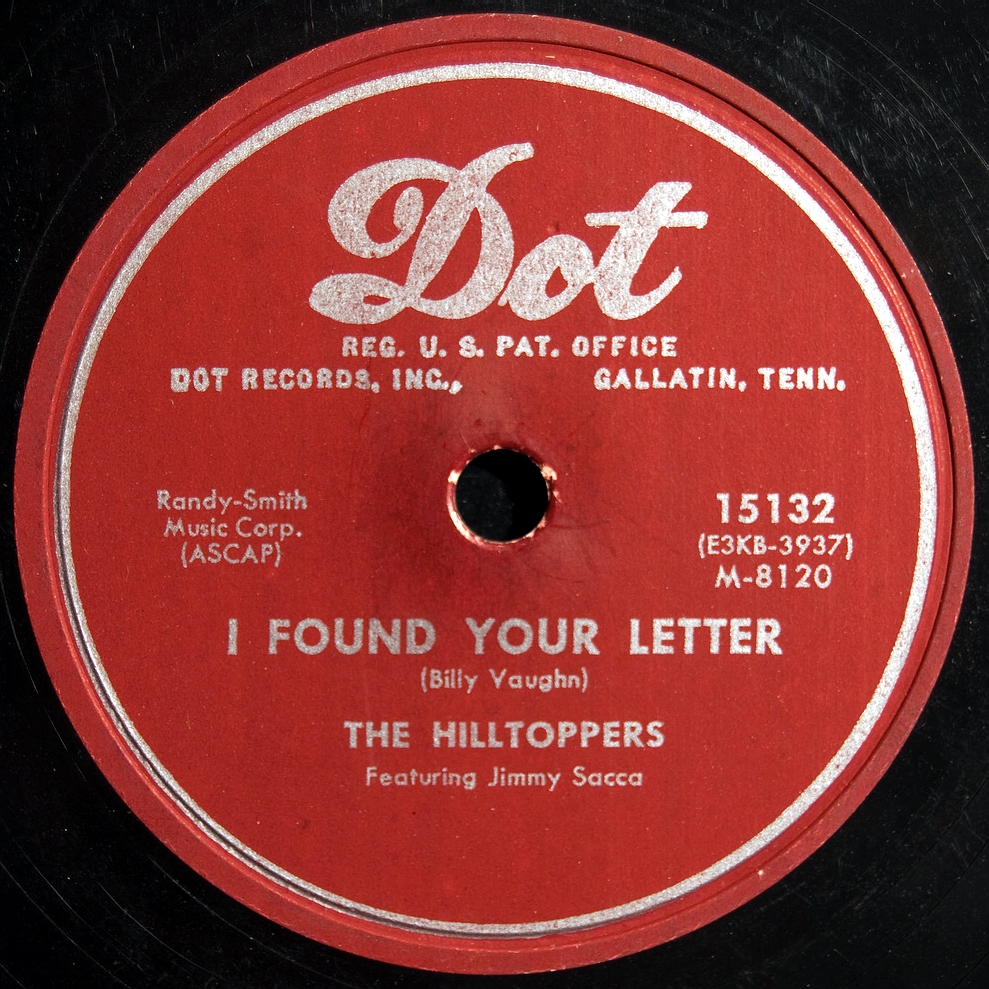 Dot
REG. U. S. PAT. OFFICE
DOT RECORDS, INC., GALLATIN, TENN.
Randy-Smith
Music Corp.
(ASCAP)
15132
(E3KB-3937)
M-8120
I FOUND YOUR LETTER
(Billy Vaughn)
THE HILLTOPPERS
Featuring Jimmy Sacca